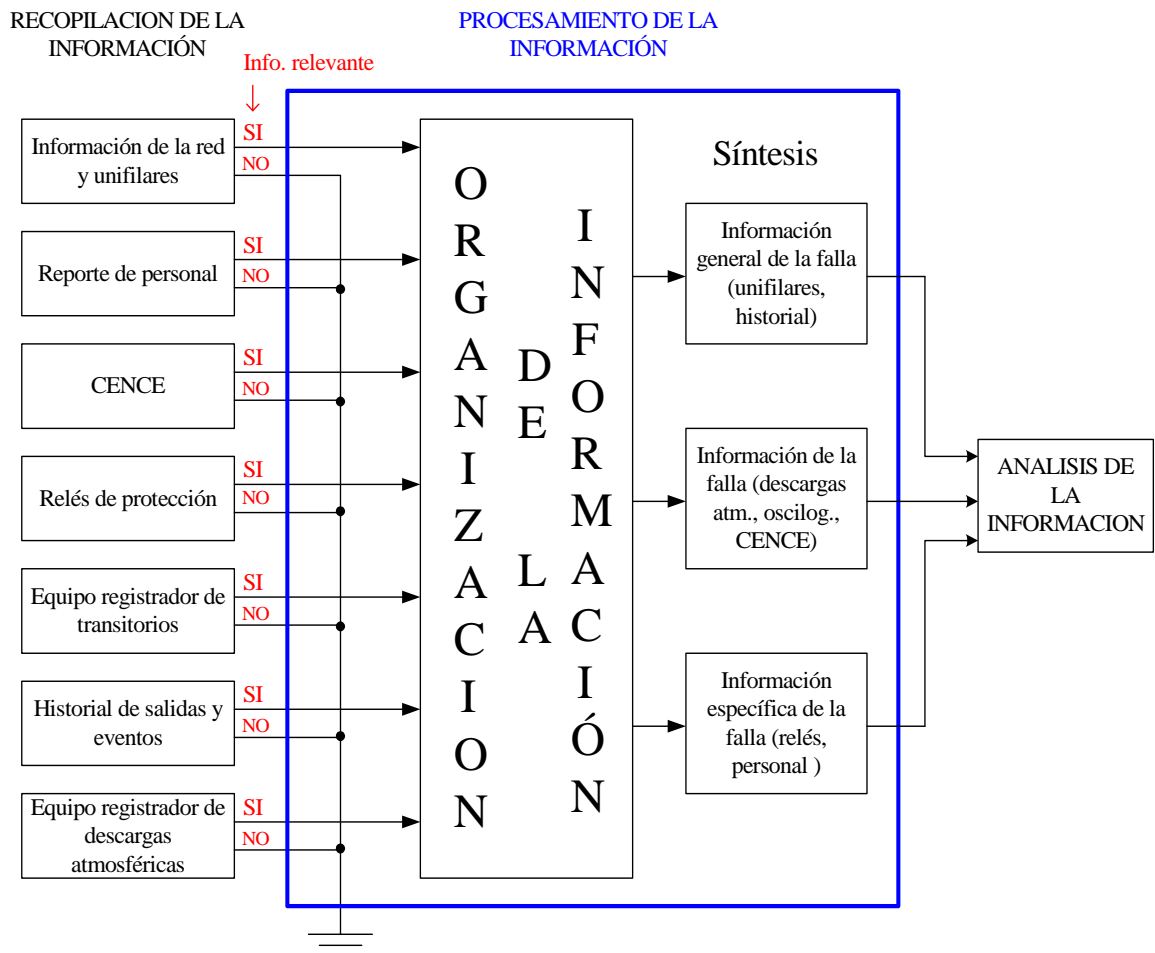 RECOPILACION DE LA
INFORMACIÓN
PROCESAMIENTO DE LA
INFORMACIÓN
Info. relevante
Información de la red
y unifilares
SI
NO
Reporte de personal
SI
NO
CENCE
SI
NO
Relés de protección
SI
NO
Equipo registrador de
transitorios
SI
NO
Historial de salidas y
eventos
SI
NO
Equipo registrador de
descargas
atmosféricas
SI
NO
ORGANIZACION
DE LA
INFORMACIÓN
Síntesis
Información
general de la falla
(unifilares,
historial)
Información de la
falla (descargas
atm., oscilog.,
CENCE)
Información
específica de la
falla (relés,
personal )
ANALISIS DE
LA
INFORMACION